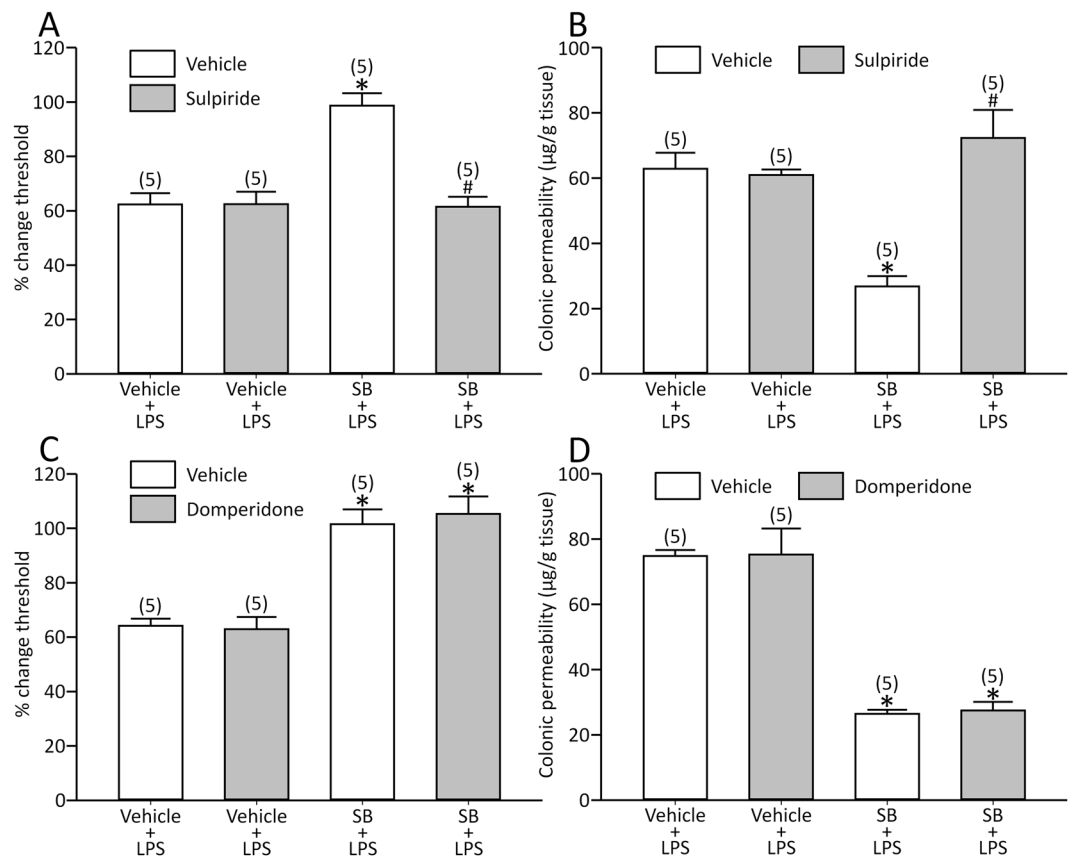 A
% change threshold
120
100
80
60
40
20
0
Vehicle
Sulpiride
(5)
(5)
(5)
*
(5)
#
Vehicle
+
LPS
Vehicle
+
LPS
SB
+
LPS
SB
+
LPS
B
Colonic permeability (µg/g tissue)
100
80
60
40
20
0
Vehicle
Sulpiride
(5)
(5)
(5)
*
(5)
#
Vehicle
+
LPS
Vehicle
+
LPS
SB
+
LPS
SB
+
LPS
C
% change threshold
120
100
80
60
40
20
0
Vehicle
Domperidone
(5)
(5)
(5)
*
(5)
*
Vehicle
+
LPS
Vehicle
+
LPS
SB
+
LPS
SB
+
LPS
D
Colonic permeability (µg/g tissue)
100
80
60
40
20
0
Vehicle
Domperidone
(5)
(5)
(5)
*
(5)
*
Vehicle
+
LPS
Vehicle
+
LPS
SB
+
LPS
SB
+
LPS